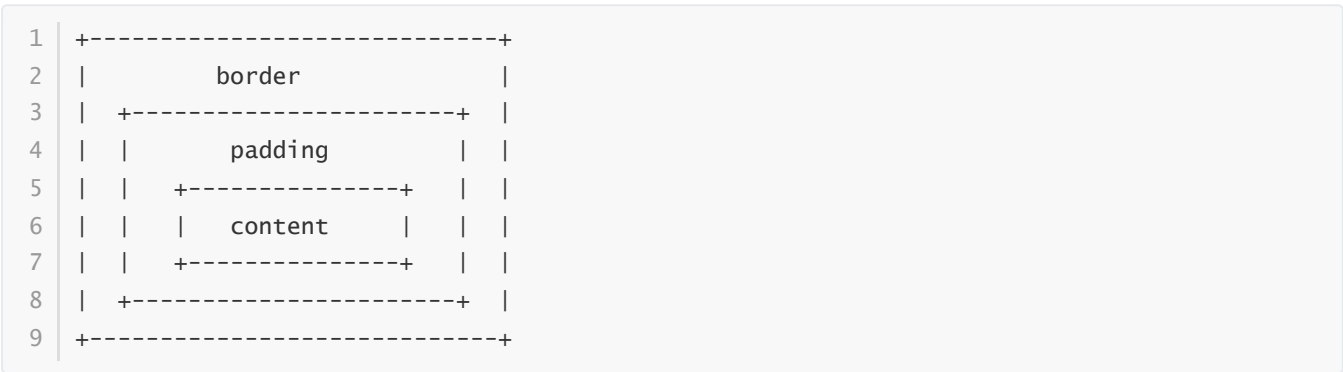 1 +-----------------------------+
2 |         border              |
3 |  +-----------------------+  |
4 |  |       padding         |  |
5 |  |   +---------------+   |  |
6 |  |   |   content     |   |  |
7 |  |   +---------------+   |  |
8 |  +-----------------------+  |
9 +-----------------------------+